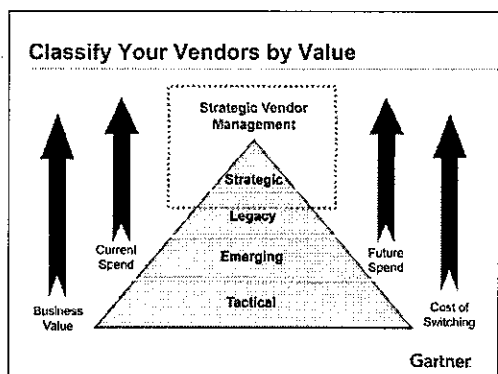 Classify Your Vendors by Value
Strategic Vendor
Management
Strategic
Legacy
Emerging
Tactical
Current
Spend
Business
Value
Future
Spend
Cost of
Switching
Gartner